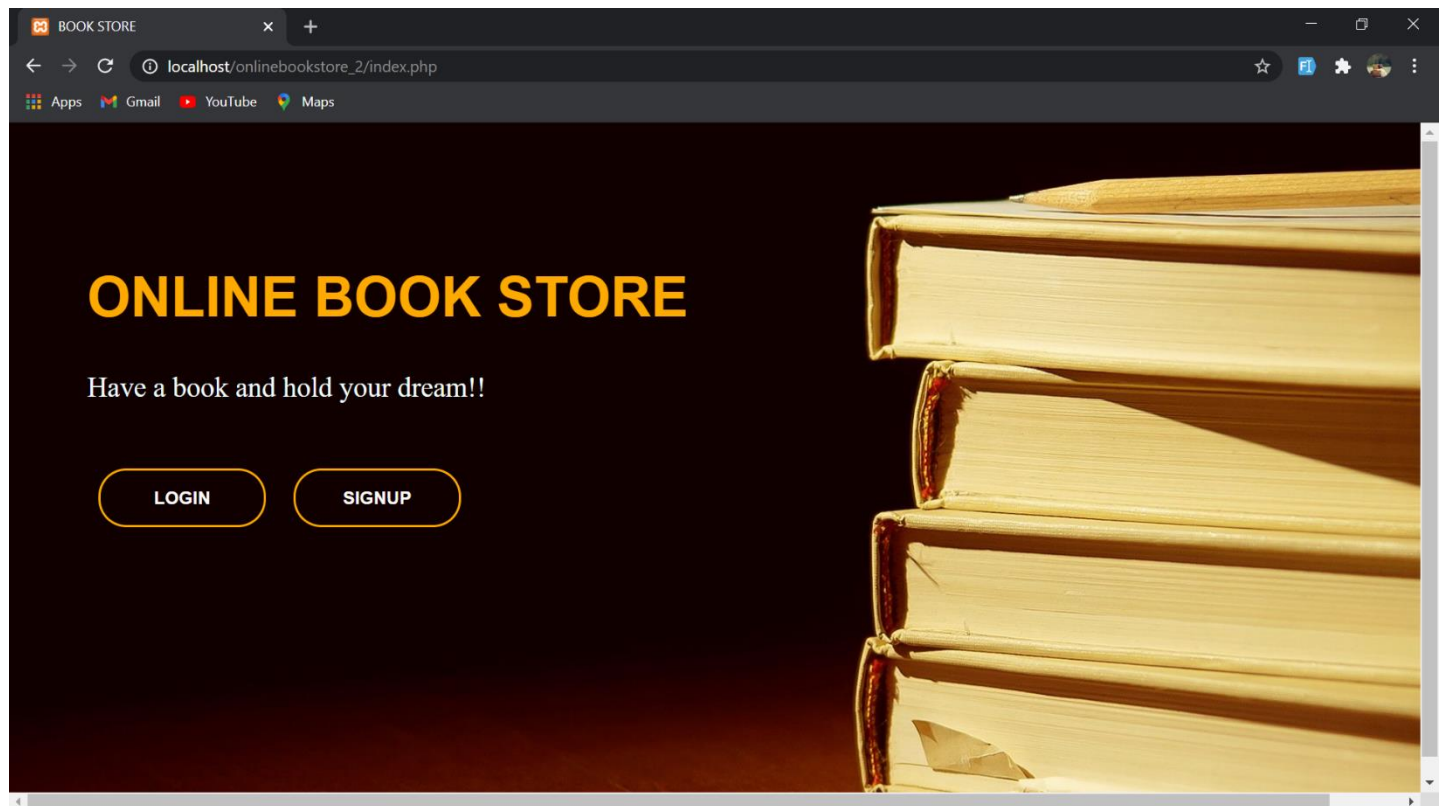 BOOK STORE
localhost/onlinebookstore_2/index.php
Apps Gmail YouTube Maps
ONLINE BOOK STORE
Have a book and hold your dream!!
LOGIN SIGNUP